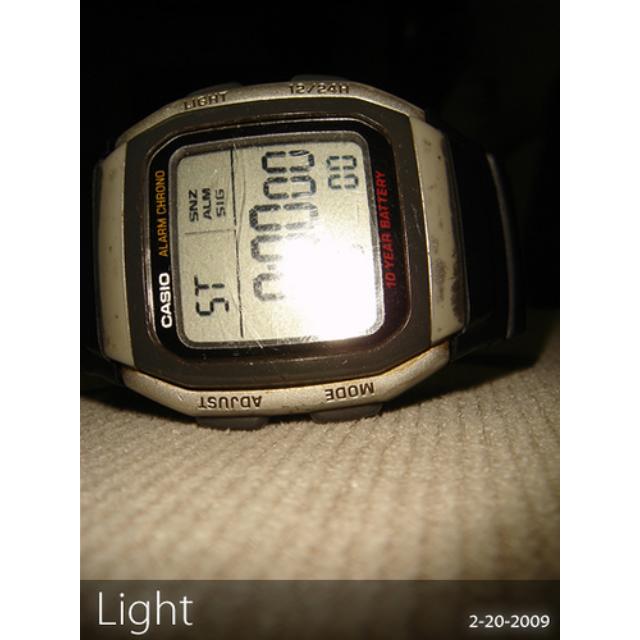 LIGHT
12/24H
CASIO
ALARM CHRONO
SNZ
ALM
SIG
ST
0:00 00
00
10 YEAR BATTERY
ADJUST
MODE
Light
2-20-2009